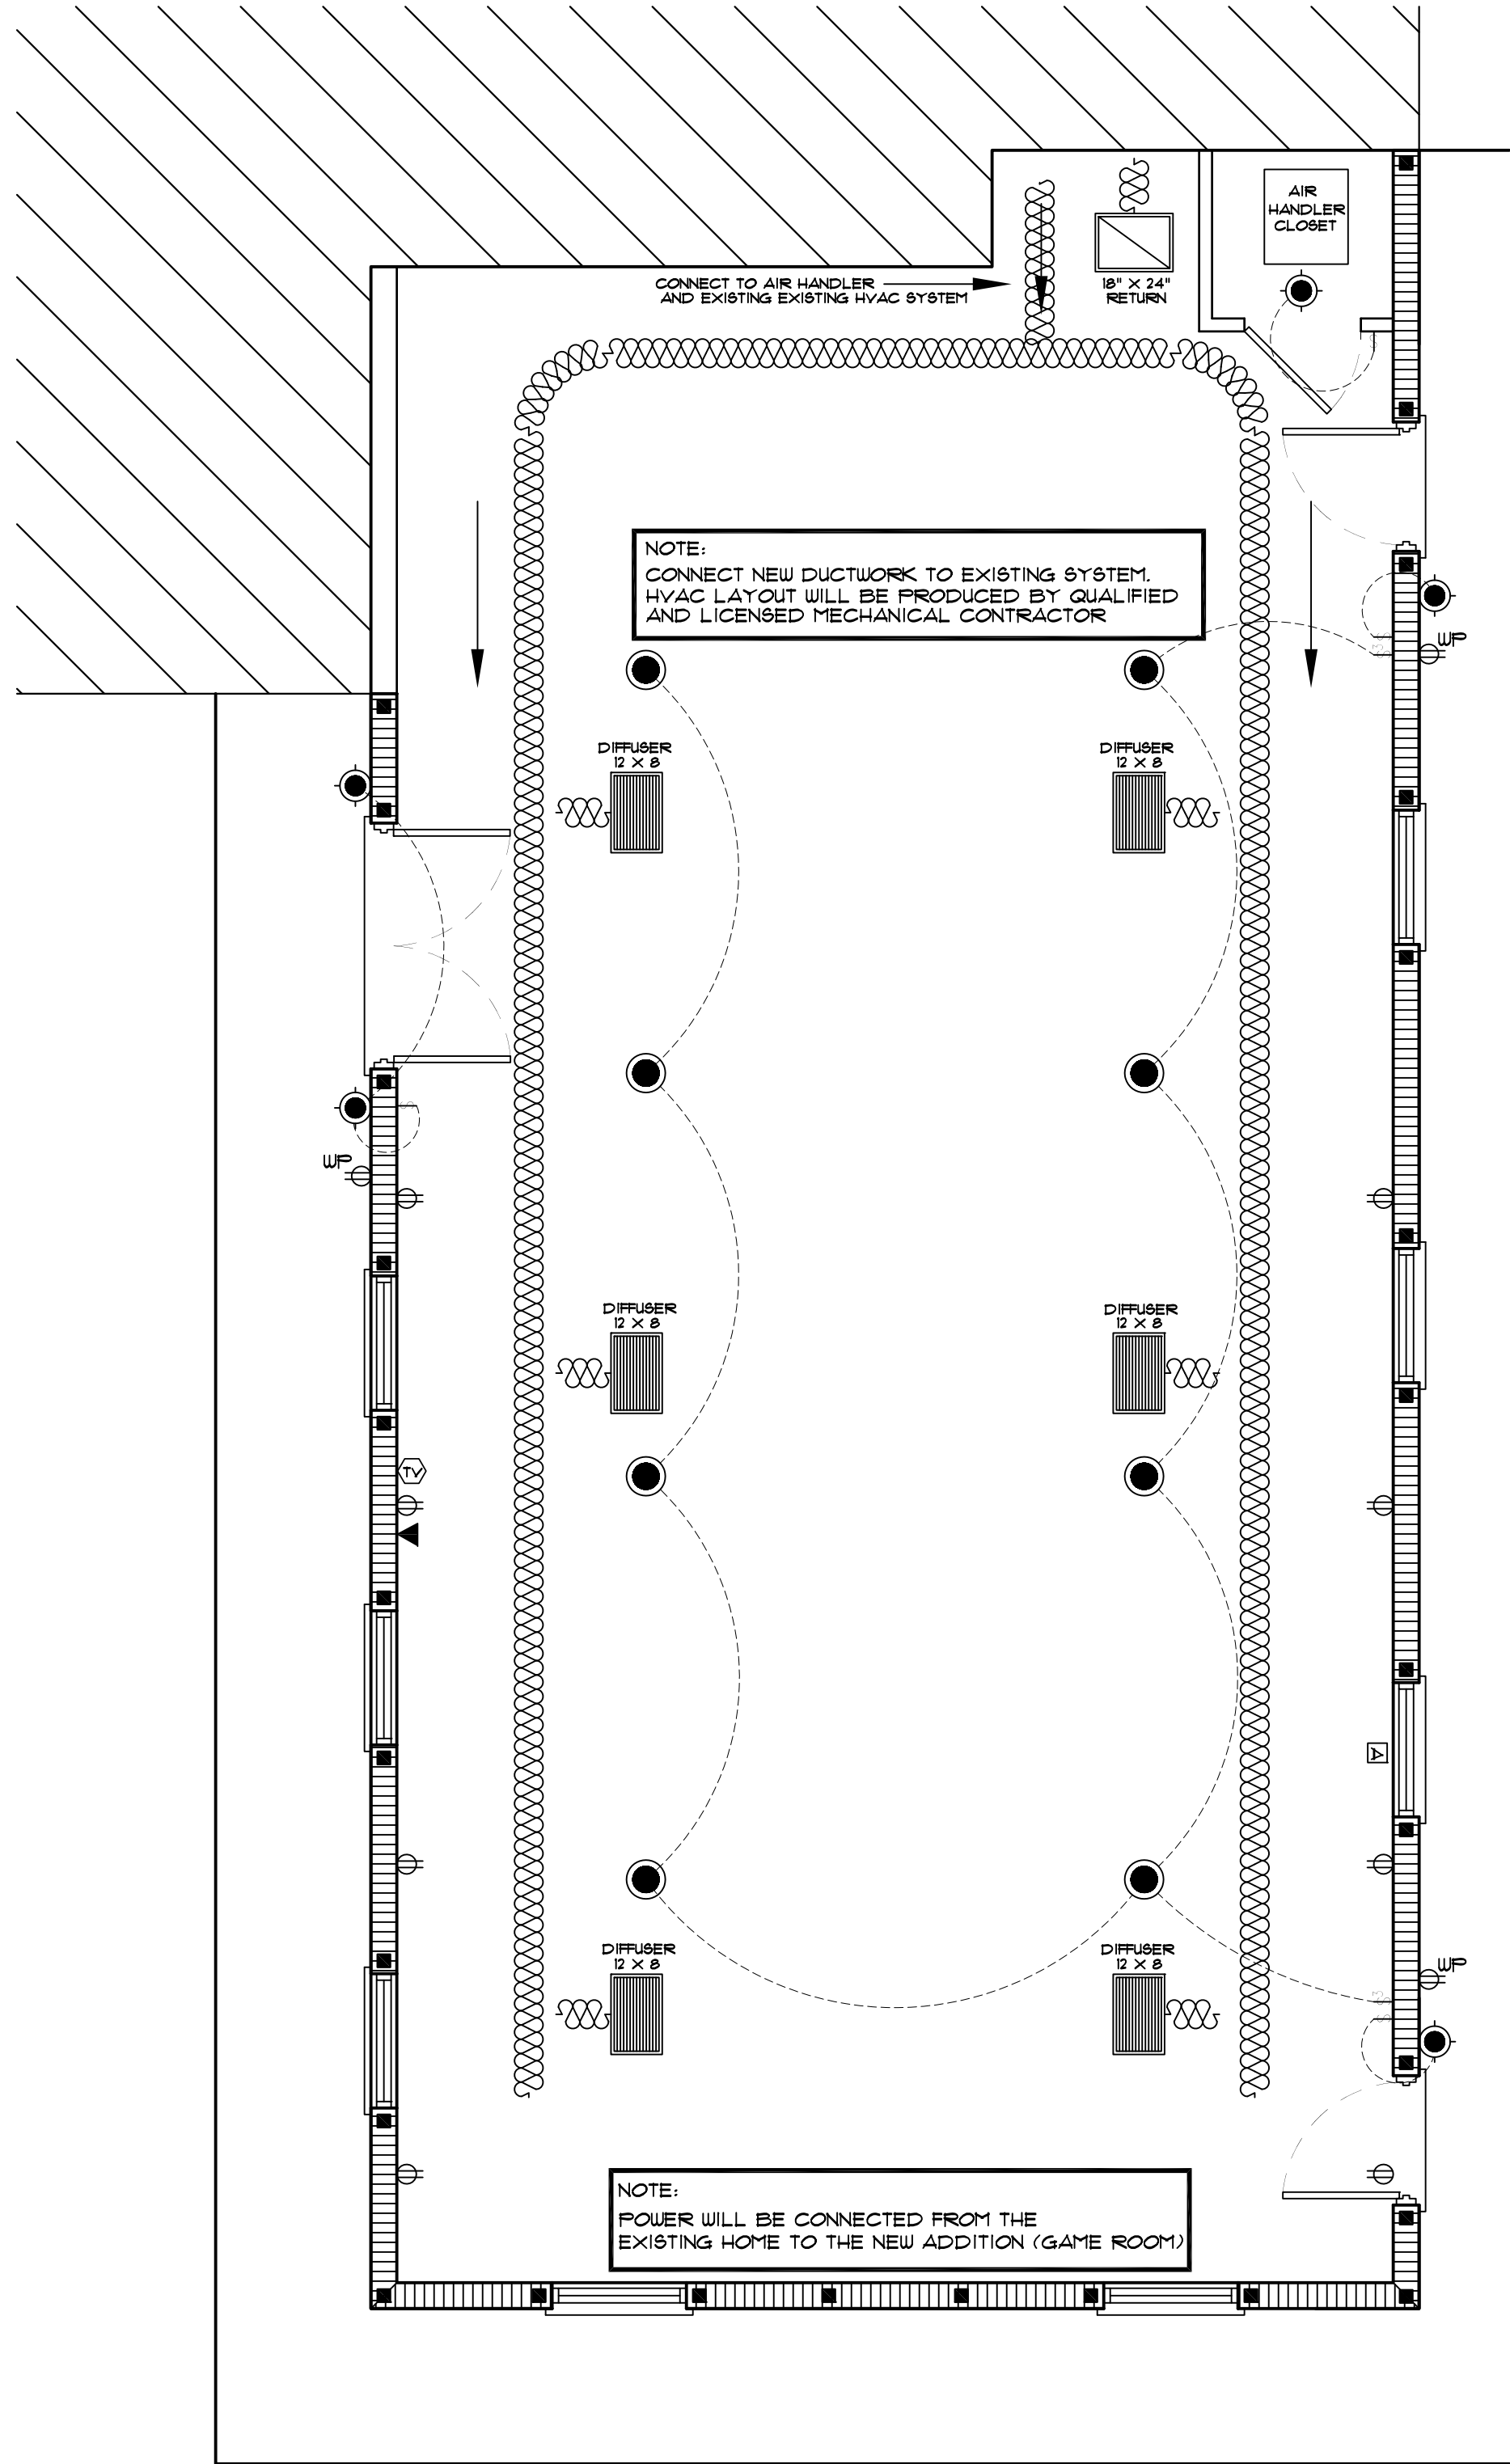 AIR
HANDLER
CLOSET
CONNECT TO AIR HANDLER
AND EXISTING EXISTING HVAC SYSTEM
18" X 24"
RETURN
NOTE:
CONNECT NEW DUCTWORK TO EXISTING SYSTEM.
HVAC LAYOUT WILL BE PRODUCED BY QUALIFIED
AND LICENSED MECHANICAL CONTRACTOR
WP
DIFFUSER
12 X 8
DIFFUSER
12 X 8
WP
DIFFUSER
12 X 8
DIFFUSER
12 X 8
TV
A
DIFFUSER
12 X 8
DIFFUSER
12 X 8
WP
NOTE:
POWER WILL BE CONNECTED FROM THE
EXISTING HOME TO THE NEW ADDITION (GAME ROOM)